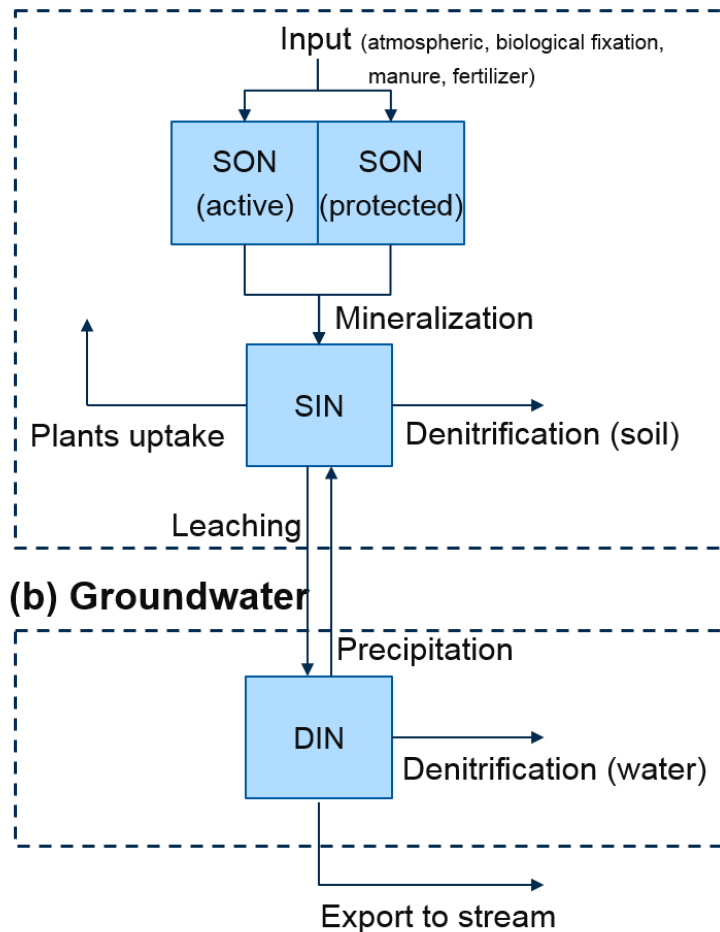 Input (atmospheric, biological fixation,
manure, fertilizer)
SON
(active)
SON
(protected)
Mineralization
SIN
Plants uptake
Denitrification (soil)
Leaching
(b) Groundwater
Precipitation
DIN
Denitrification (water)
Export to stream